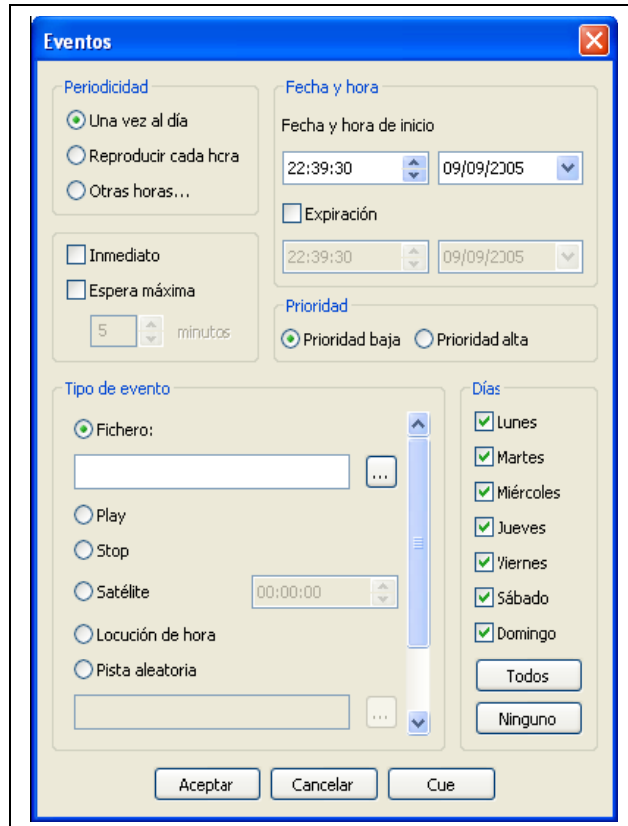 Eventos
Periodicidad
Una vez al día
Reproducir cada hora
Otras horas...
Fecha y hora
Fecha y hora de inicio
22:39:30
09/09/2005
Expiración
22:39:30
09/09/2005
Inmediato
Espera máxima
5 minutos
Prioridad
Prioridad baja Prioridad alta
Tipo de evento
Fichero:
...
Play
Stop
Satélite 00:00:00
Locución de hora
Pista aleatoria
...
Días
Lunes
Martes
Miércoles
Jueves
Viernes
Sábado
Domingo
Todos
Ninguno
Aceptar Cancelar Cue